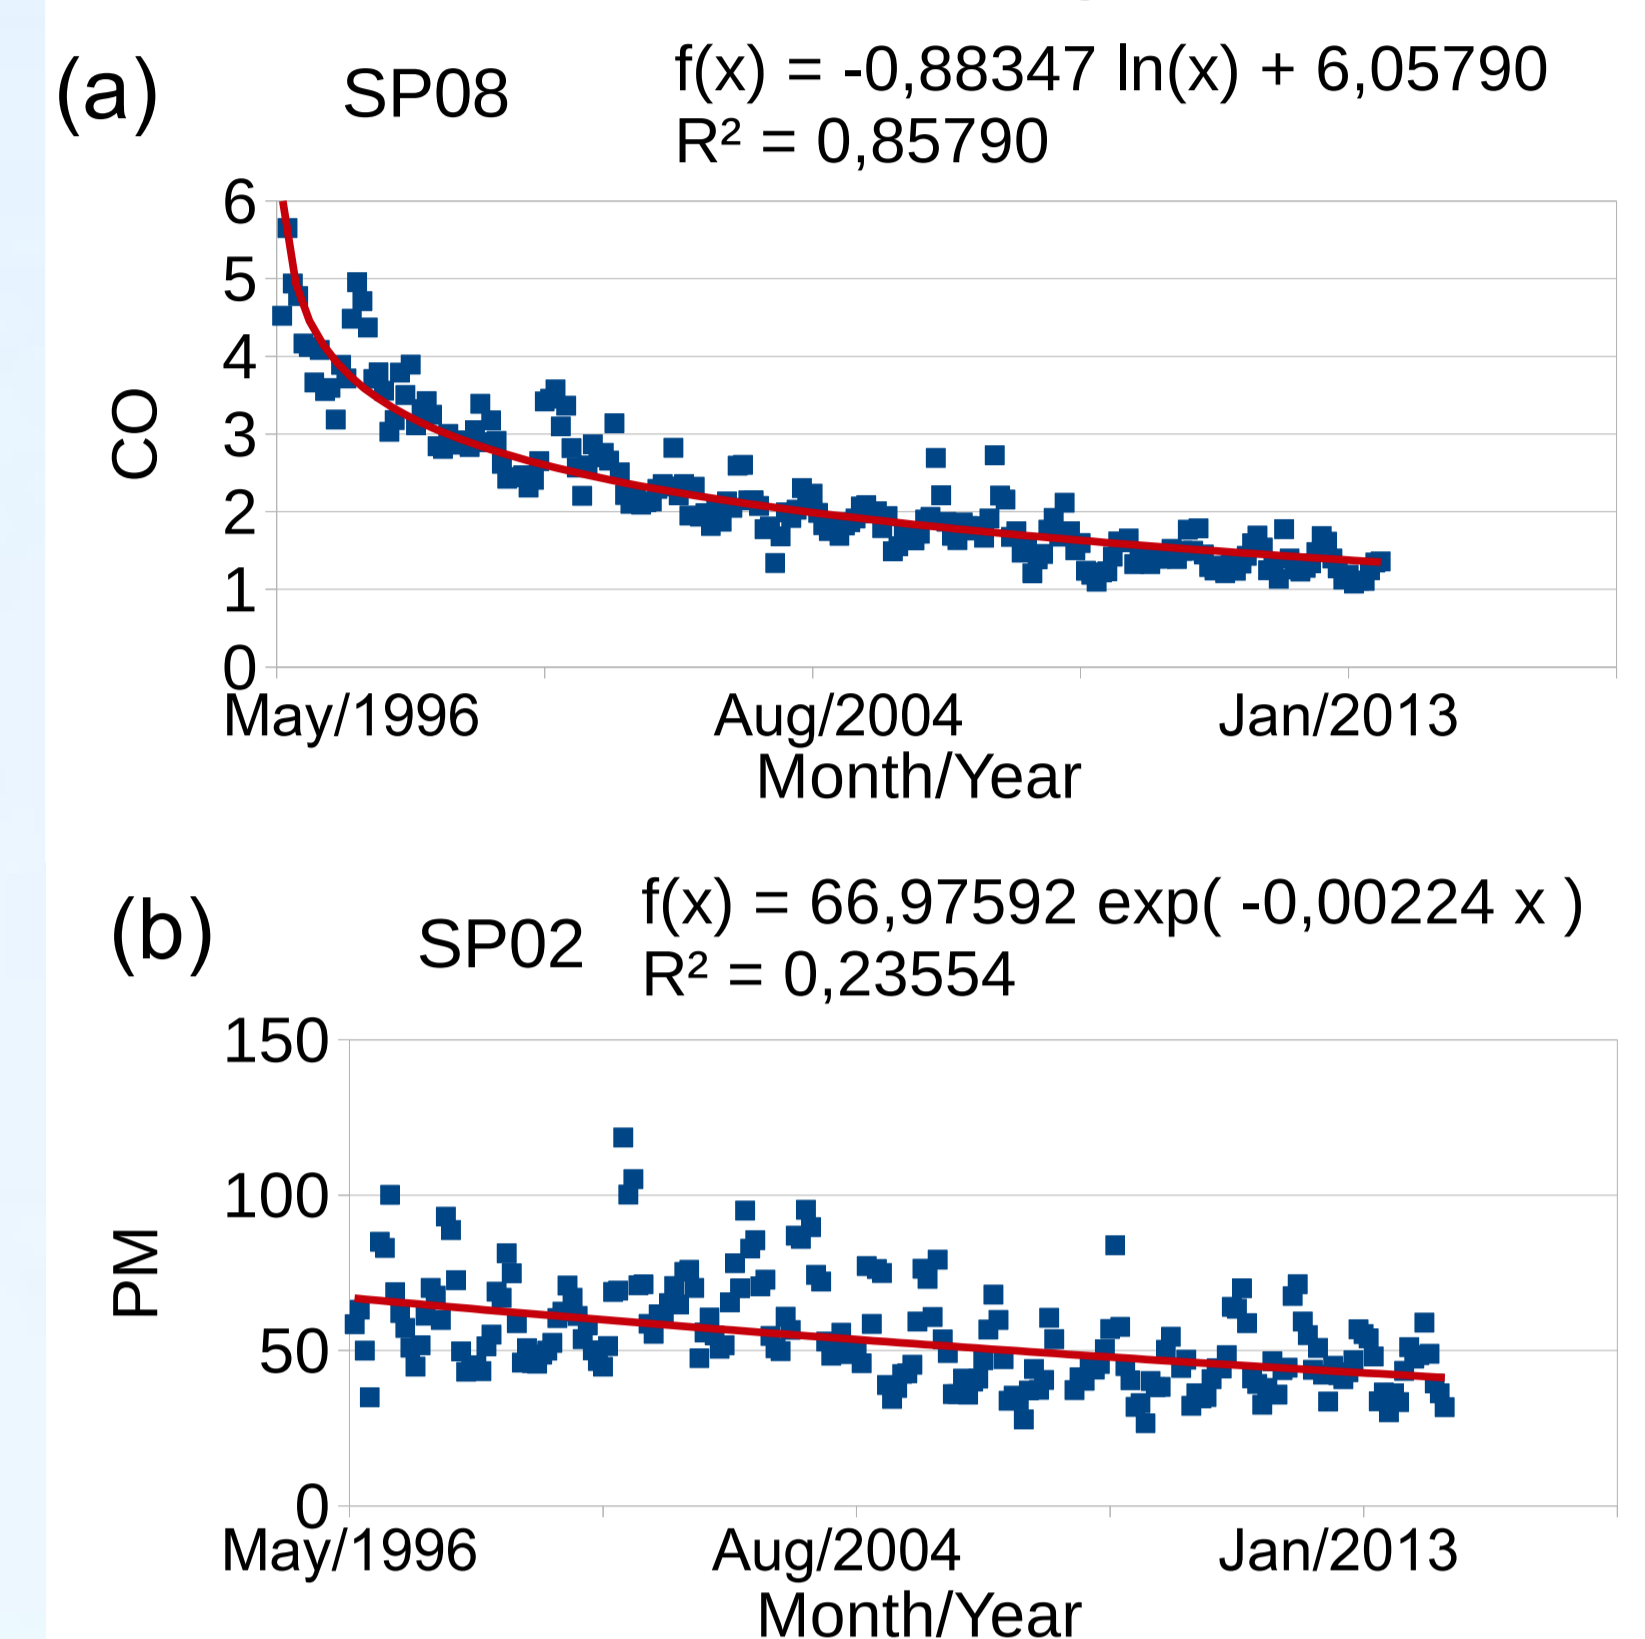 (a)
SP08
f(x) = -0,88347 ln(x) + 6,05790
R² = 0,85790
6
5
4
3
2
1
0
CO
May/1996 Aug/2004 Jan/2013
Month/Year
(b)
SP02
f(x) = 66,97592 exp( -0,00224 x )
R² = 0,23554
150
100
50
0
PM
May/1996 Aug/2004 Jan/2013
Month/Year